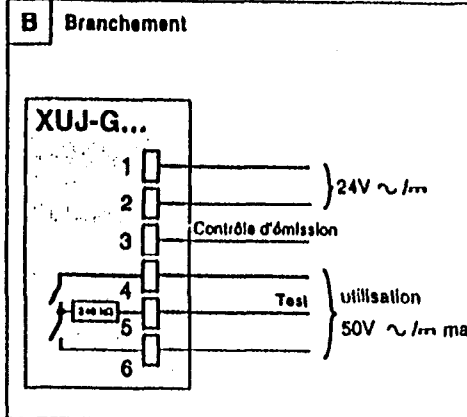 B Branchement
XUJ-G...
1
2
24V ~ /⎓
3 Contrôle d'émission
4
Test
utilisation
5
50V ~ /⎓ ma
6